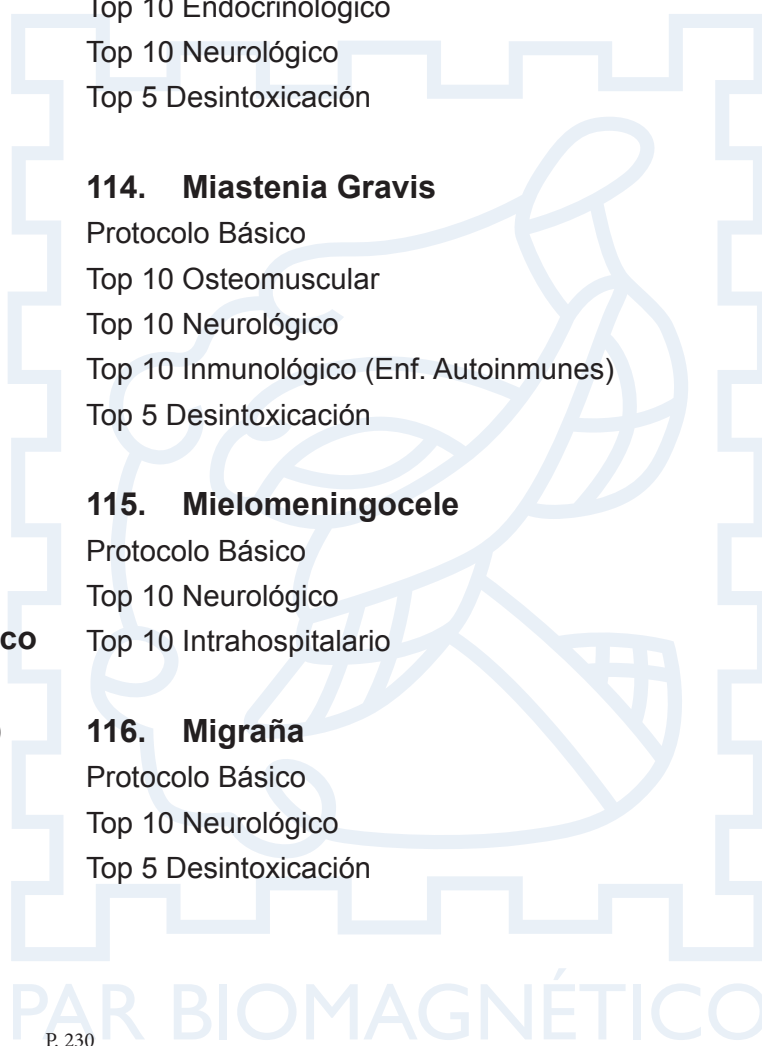 Top 10 Endocrinológico
Top 10 Neurológico
Top 5 Desintoxicación
114. Miastenia Gravis
Protocolo Básico
Top 10 Osteomuscular
Top 10 Neurológico
Top 10 Inmunológico (Enf. Autoinmunes)
Top 5 Desintoxicación
115. Mielomeningocele
Protocolo Básico
Top 10 Neurológico
co Top 10 Intrahospitalario
116. Migraña
Protocolo Básico
Top 10 Neurológico
Top 5 Desintoxicación
PAR BIOMAGNÉTICO
P. 230